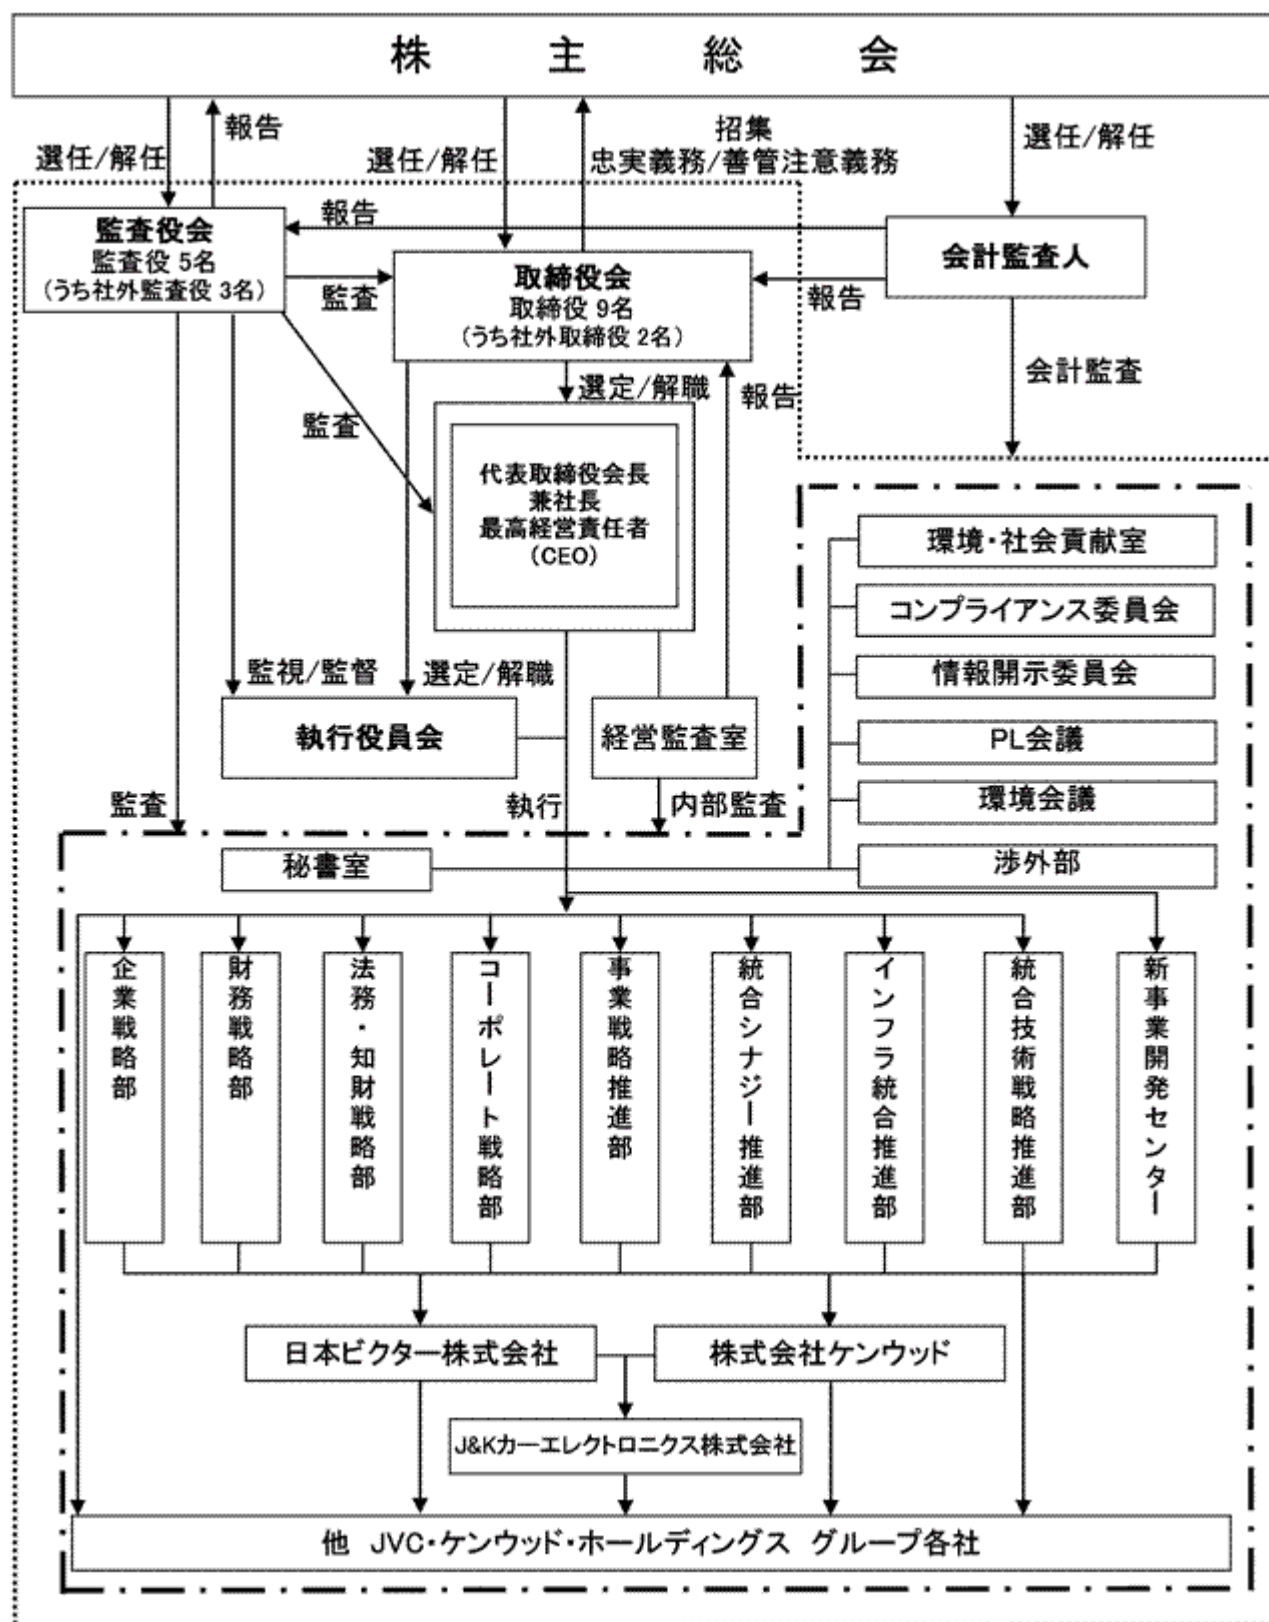 株主総会
報告
招集
選任/解任
選任/解任
選任/解任
忠実義務/善管注意義務
監査役会
監査役 5名
(うち社外監査役 3名)
報告
会計監査人
取締役会
取締役 9名
(うち社外取締役 2名)
監査
報告
選定/解職
報告
会計監査
監査
代表取締役会長
兼社長
最高経営責任者
(CEO)
環境・社会貢献室
コンプライアンス委員会
情報開示委員会
PL会議
環境会議
渉外部
監視/監督
選定/解職
執行役員会
経営監査室
監査
執行
内部監査
秘書室
企業戦略部
財務戦略部
法務・知財戦略部
コーポレート戦略部
事業戦略推進部
統合シナジー推進部
インフラ統合推進部
統合技術戦略推進部
新事業開発センター
日本ビクター株式会社
株式会社ケンウッド
J&Kカーエレクトロニクス株式会社
他 JVC・ケンウッド・ホールディングス グループ各社